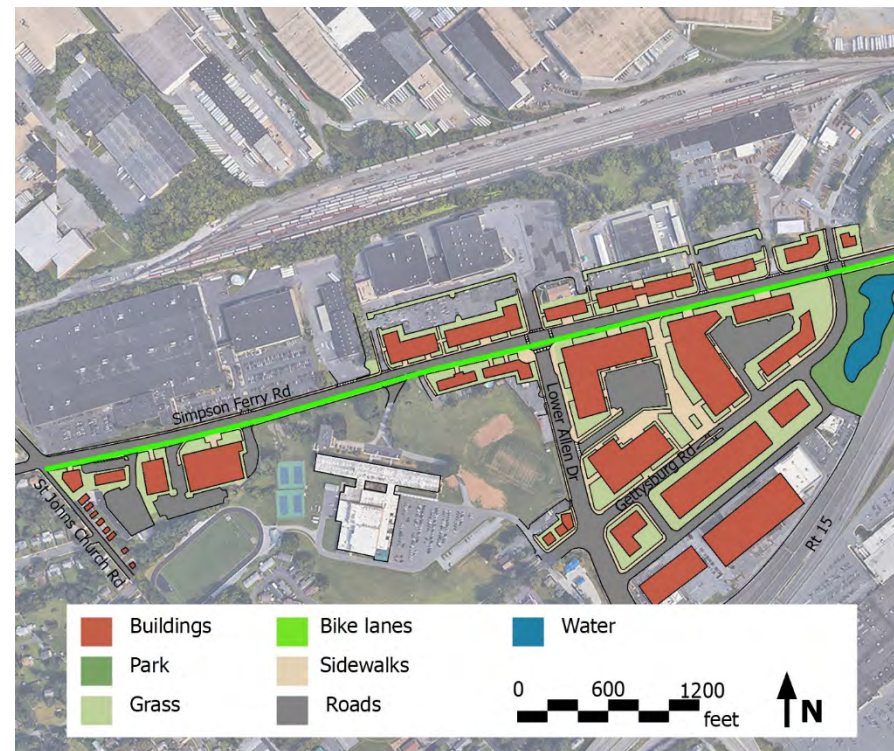 Simpson Ferry Rd
Lower Allen Dr
Gettysburg Rd
St Johns Church Rd
Rt 15
Buildings
Bike lanes
Water
Park
Sidewalks
Grass
Roads
0 600 1200
feet
N